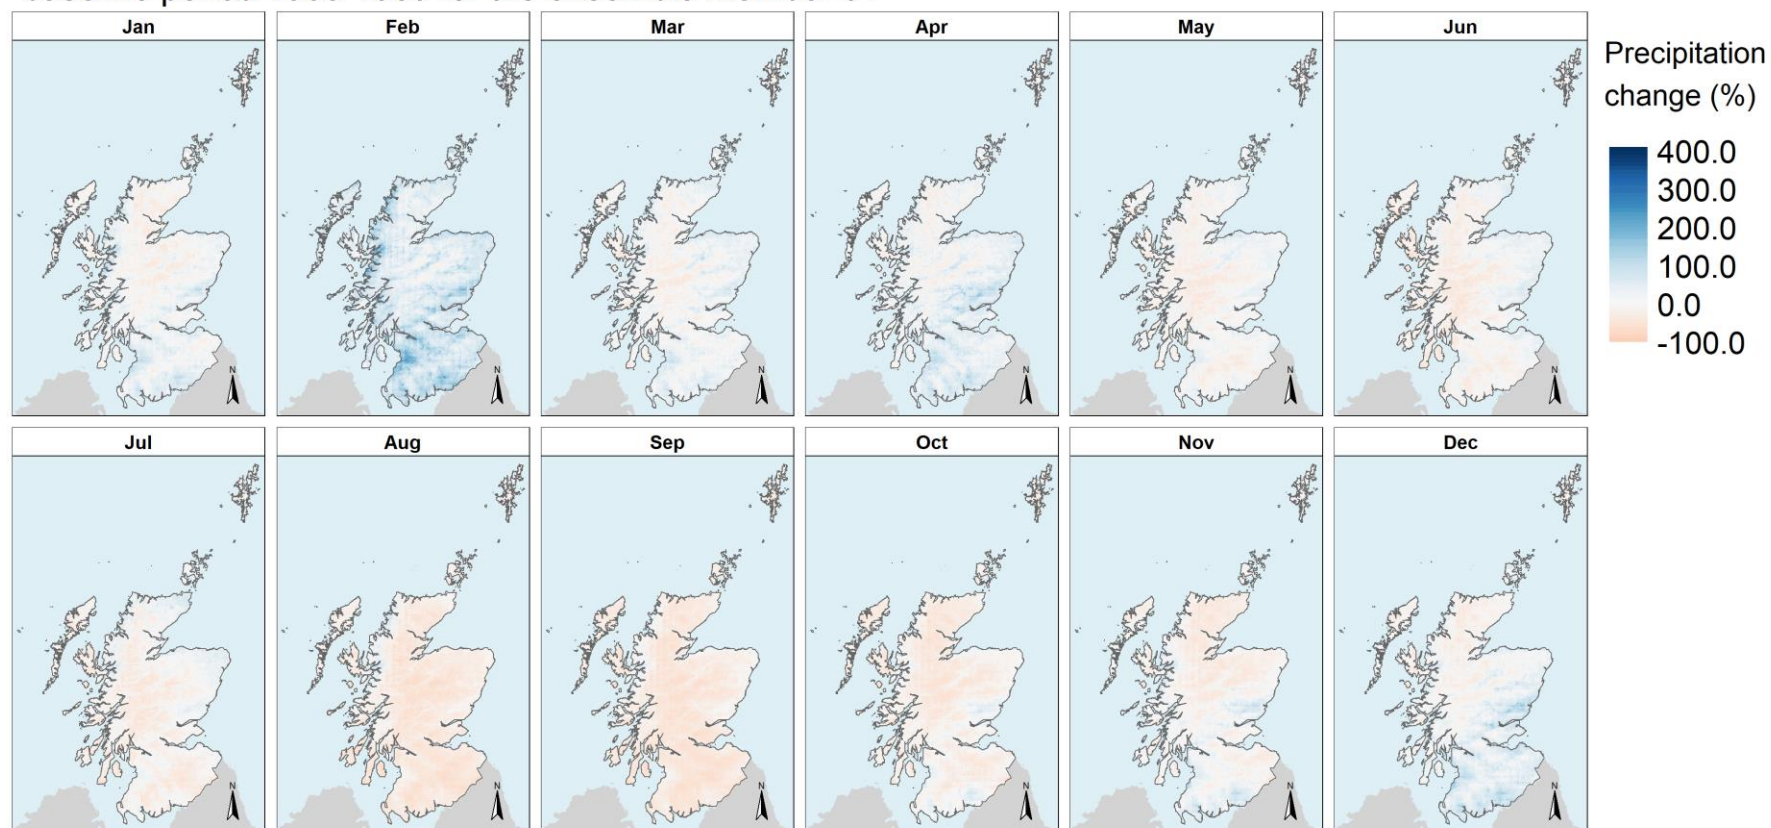 Jan Feb Mar Apr May Jun
Precipitation
change (%)
400.0
300.0
200.0
100.0
0.0
-100.0
N N N N N N
Jul Aug Sep Oct Nov Dec
N N N N N N